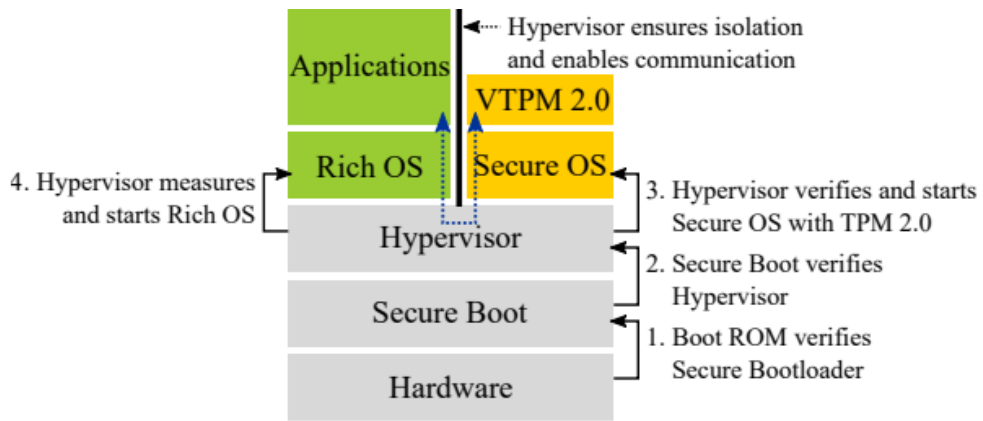 Hypervisor ensures isolation
and enables communication
Applications
VTPM 2.0
Rich OS
Secure OS
4. Hypervisor measures
and starts Rich OS
3. Hypervisor verifies and starts
Secure OS with TPM 2.0
Hypervisor
2. Secure Boot verifies
Hypervisor
Secure Boot
1. Boot ROM verifies
Secure Bootloader
Hardware